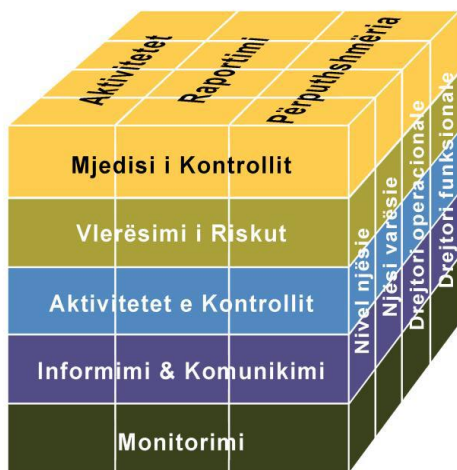 Aktivitetet
Raportimi
Përputhshmëria
Mjedisi i Kontrollit
Vlerësimi i Riskut
Aktivitetet e Kontrollit
Informimi & Komunikimi
Monitorimi
Nivel njësie
Njësi varësie
Drejtori operacionale
Drejtori funksionale